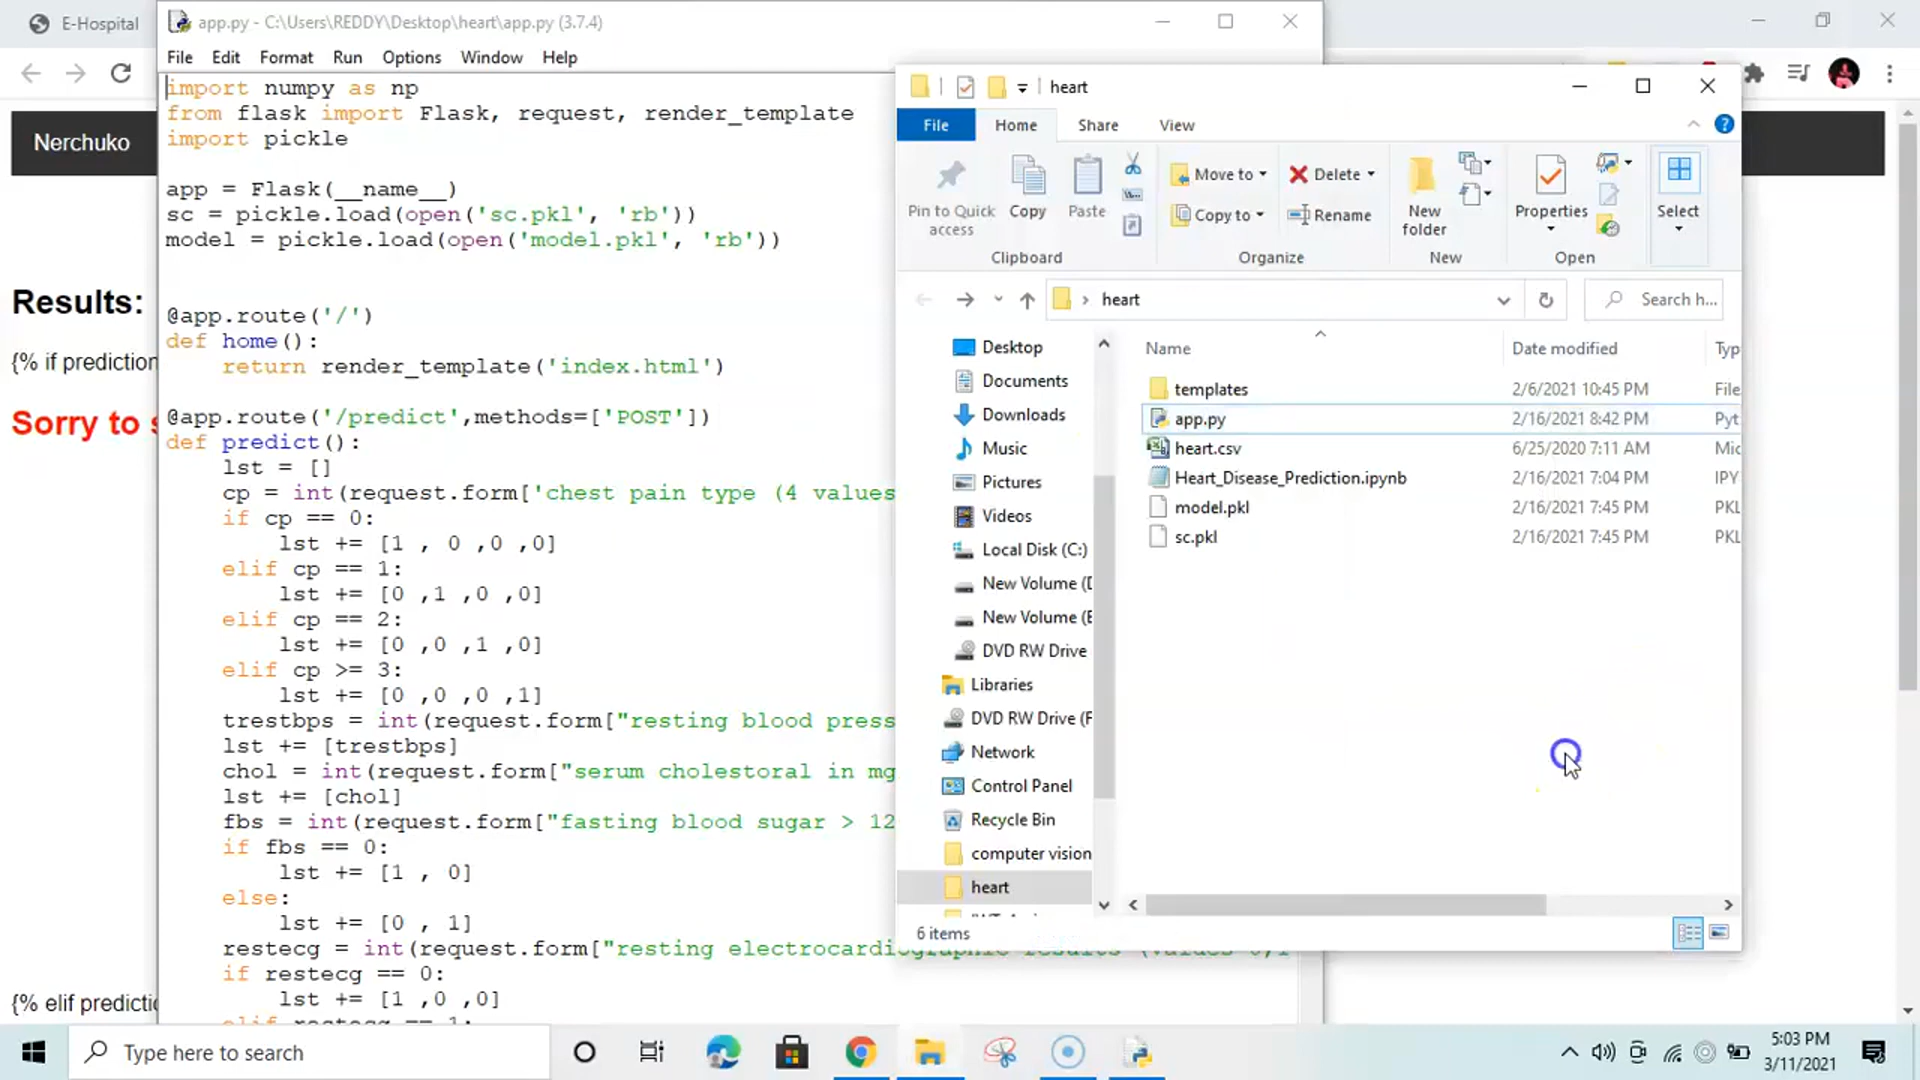 E-Hospital
Nerchuko
Results:
{% if prediction
Sorry to s
{% elif predictio
app.py - C:\Users\REDDY\Desktop\heart\app.py (3.7.4)
File Edit Format Run Options Window Help
import numpy as np
from flask import Flask, request, render_template
import pickle
app = Flask(__name__)
sc = pickle.load(open('sc.pkl', 'rb'))
model = pickle.load(open('model.pkl', 'rb'))
@app.route('/')
def home():
return render_template('index.html')
@app.route('/predict',methods=['POST'])
def predict():
lst = []
cp = int(request.form['chest pain type (4 values
if cp == 0:
lst += [1 , 0 ,0 ,0]
elif cp == 1:
lst += [0 ,1 ,0 ,0]
elif cp == 2:
lst += [0 ,0 ,1 ,0]
elif cp >= 3:
lst += [0 ,0 ,0 ,1]
trestbps = int(request.form["resting blood press
lst += [trestbps]
chol = int(request.form["serum cholestoral in mg
lst += [chol]
fbs = int(request.form["fasting blood sugar > 12
if fbs == 0:
lst += [1 , 0]
else:
lst += [0 , 1]
restecg = int(request.form["resting electrocardiographic results (values 0,1
if restecg == 0:
lst += [1 ,0 ,0]
elif restecg == 1:
heart
File Home Share View
Pin to Quick access
Copy
Paste
Clipboard
Move to
Copy to
Delete
Rename
Organize
New folder
New
Properties
Open
Select
heart
Search h...
Desktop
Documents
Downloads
Music
Pictures
Videos
Local Disk (C:)
New Volume (D
New Volume (E
DVD RW Drive
Libraries
DVD RW Drive (F
Network
Control Panel
Recycle Bin
computer vision
heart
Name Date modified Typ
templates 2/6/2021 10:45 PM File
app.py 2/16/2021 8:42 PM Pyt
heart.csv 6/25/2020 7:11 AM Mic
Heart_Disease_Prediction.ipynb 2/16/2021 7:04 PM IPY
model.pkl 2/16/2021 7:45 PM PKL
sc.pkl 2/16/2021 7:45 PM PKL
6 items
Type here to search
5:03 PM
3/11/2021